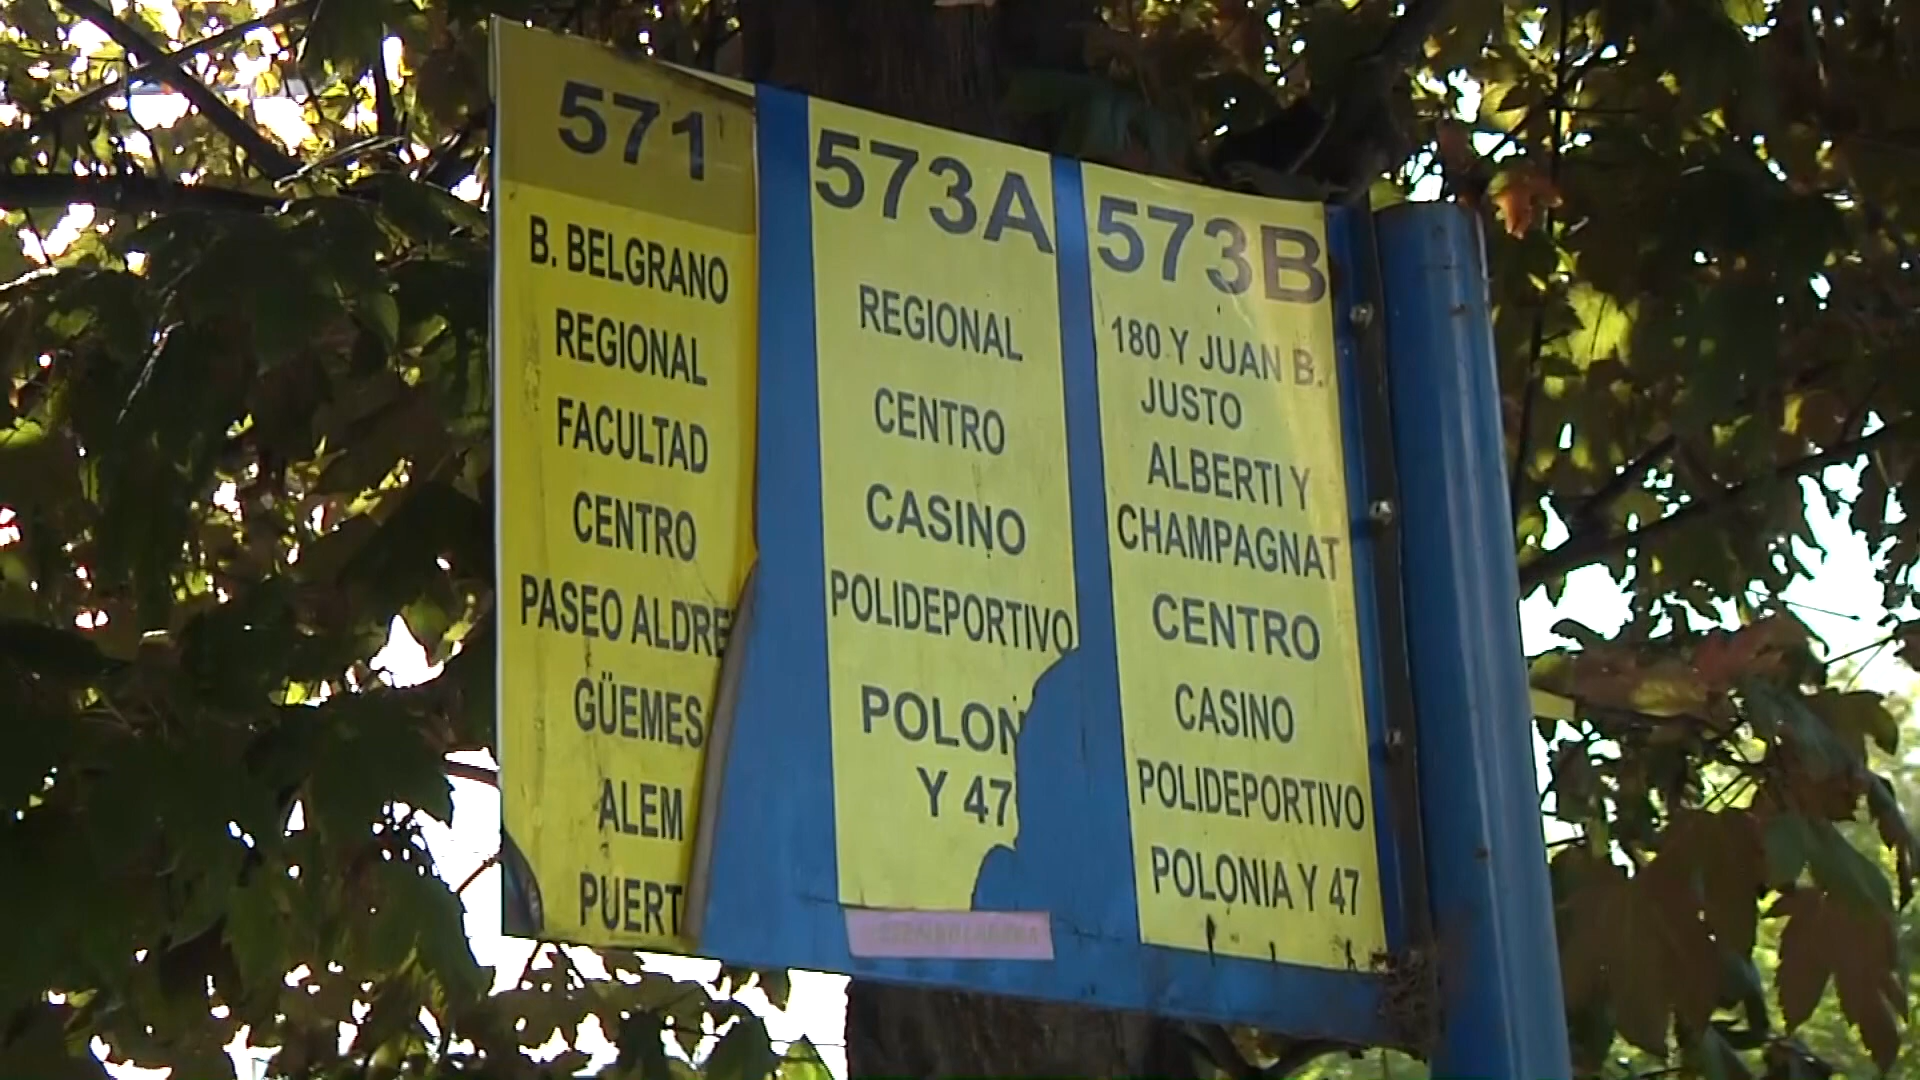 571
B. BELGRANO
REGIONAL
FACULTAD
CENTRO
PASEO ALDRE
GÜEMES
ALEM
PUERT
573A
REGIONAL
CENTRO
CASINO
POLIDEPORTIVO
POLON
Y 47
573B
180 Y JUAN B.
JUSTO
ALBERTI Y
CHAMPAGNAT
CENTRO
CASINO
POLIDEPORTIVO
POLONIA Y 47